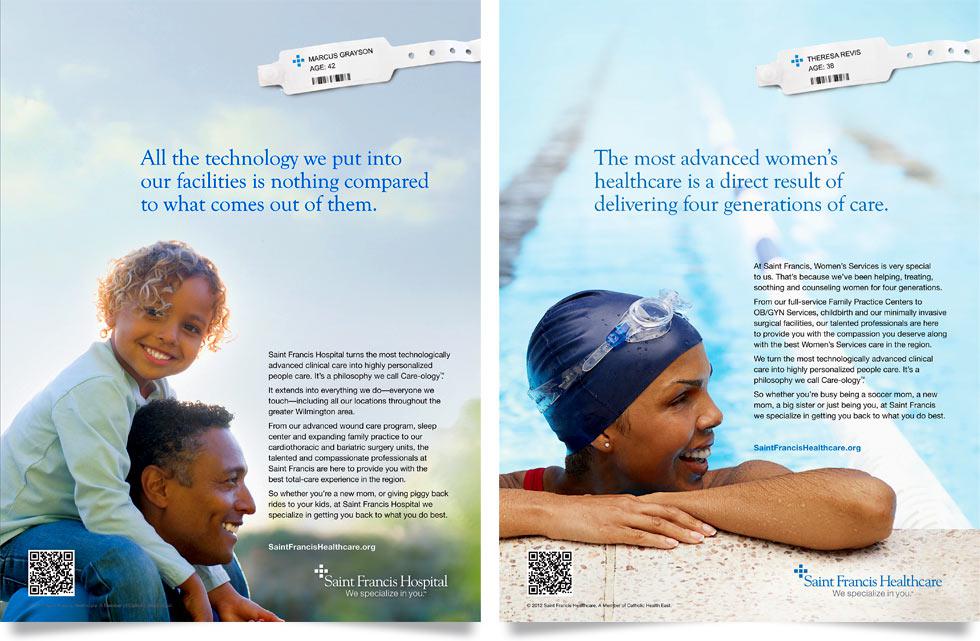 MARCUS GRAYSON
AGE: 42
All the technology we put into
our facilities is nothing compared
to what comes out of them.
Saint Francis Hospital turns the most technologically
advanced clinical care into highly personalized
people care. It's a philosophy we call Care-ology℠.
It extends into everything we do—everyone we
touch—including all our locations throughout the
greater Wilmington area.
From our advanced wound care program, sleep
center and expanding family practice to our
cardiothoracic and bariatric surgery units, the
talented and compassionate professionals at
Saint Francis are here to provide you with the
best total-care experience in the region.
So whether you're a new mom, or giving piggy back
rides to your kids, at Saint Francis Hospital we
specialize in getting you back to what you do best.
SaintFrancisHealthcare.org
Saint Francis Hospital
We specialize in you.
THERESA REVIS
AGE: 38
The most advanced women's
healthcare is a direct result of
delivering four generations of care.
At Saint Francis, Women's Services is very special
to us. That's because we've been helping, treating,
soothing and counseling women for four generations.
From our full-service Family Practice Centers to
OB/GYN Services, childbirth and our minimally invasive
surgical facilities, our talented professionals are here
to provide you with the compassion you deserve along
with the best Women's Services care in the region.
We turn the most technologically advanced clinical
care into highly personalized people care. It's a
philosophy we call Care-ology℠.
So whether you're busy being a soccer mom, a new
mom, a big sister or just being you, at Saint Francis
we specialize in getting you back to what you do best.
SaintFrancisHealthcare.org
Saint Francis Healthcare
We specialize in you.
© 2012 Saint Francis Healthcare, A Member of Catholic Health East.